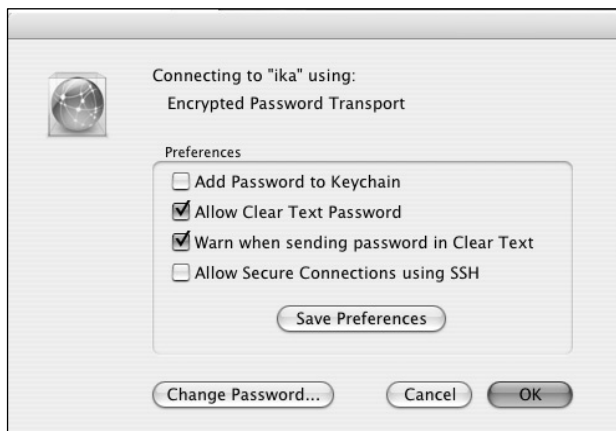 Connecting to "ika" using:
Encrypted Password Transport
Preferences
Add Password to Keychain
Allow Clear Text Password
Warn when sending password in Clear Text
Allow Secure Connections using SSH
Save Preferences
Change Password... Cancel OK